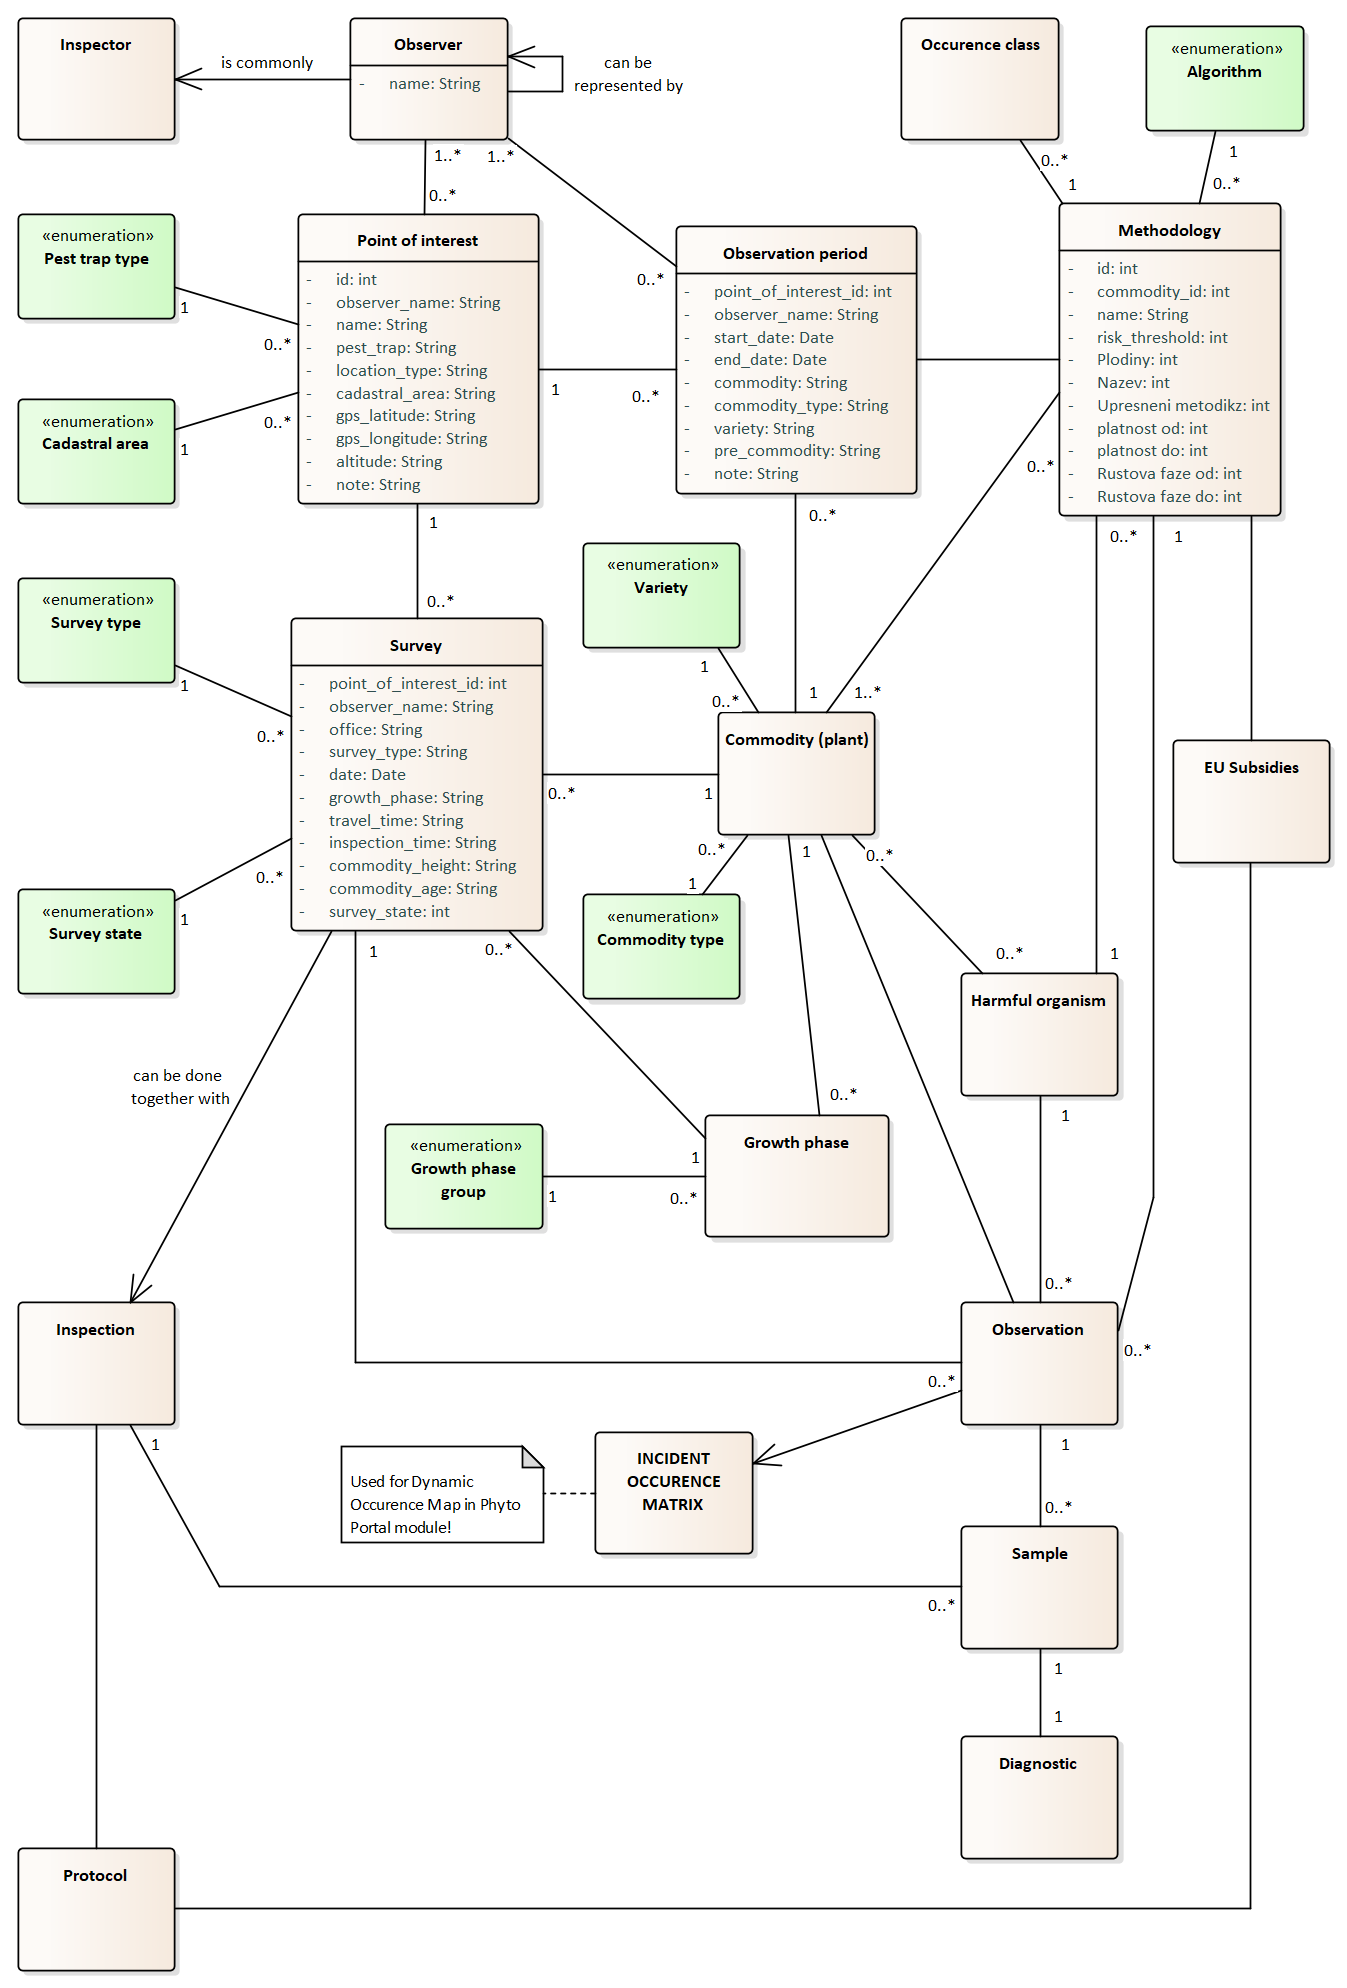 Inspector
Observer
- name: String
is commonly
can be
represented by
Occurence class
«enumeration»
Algorithm
1..*
1..*
0..*
0..*
0..*
1
1
0..*
«enumeration»
Pest trap type
1
0..*
«enumeration»
Cadastral area
1
0..*
Point of interest
- id: int
- observer_name: String
- name: String
- pest_trap: String
- location_type: String
- cadastral_area: String
- gps_latitude: String
- gps_longitude: String
- altitude: String
- note: String
1
0..*
Observation period
- point_of_interest_id: int
- observer_name: String
- start_date: Date
- end_date: Date
- commodity: String
- commodity_type: String
- variety: String
- pre_commodity: String
- note: String
Methodology
- id: int
- commodity_id: int
- name: String
- risk_threshold: int
- Plodiny: int
- Nazev: int
- Upresneni metodikz: int
- platnost od: int
- platnost do: int
- Rustova faze od: int
- Rustova faze do: int
0..*
1
0..*
0..*
0..*
1
«enumeration»
Variety
1
0..*
1
1..*
«enumeration»
Survey type
1
0..*
«enumeration»
Survey state
1
0..*
Survey
- point_of_interest_id: int
- observer_name: String
- office: String
- survey_type: String
- date: Date
- growth_phase: String
- travel_time: String
- inspection_time: String
- commodity_height: String
- commodity_age: String
- survey_state: int
Commodity (plant)
EU Subsidies
0..*
1
0..*
1
0..*
1
«enumeration»
Commodity type
1
0..*
0..*
1
Harmful organism
can be done
together with
0..*
1
«enumeration»
Growth phase
group
1
0..*
1
Growth phase
0..*
Inspection
Observation
0..*
0..*
1
1
INCIDENT
OCCURENCE
MATRIX
Used for Dynamic
Occurence Map in Phyto
Portal module!
0..*
Sample
0..*
1
1
Diagnostic
Protocol